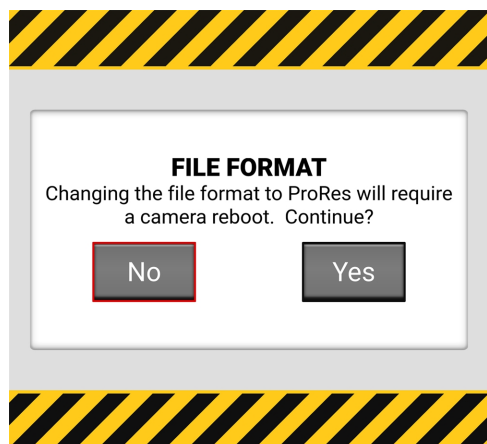 FILE FORMAT
Changing the file format to ProRes will require
a camera reboot.  Continue?
No
Yes